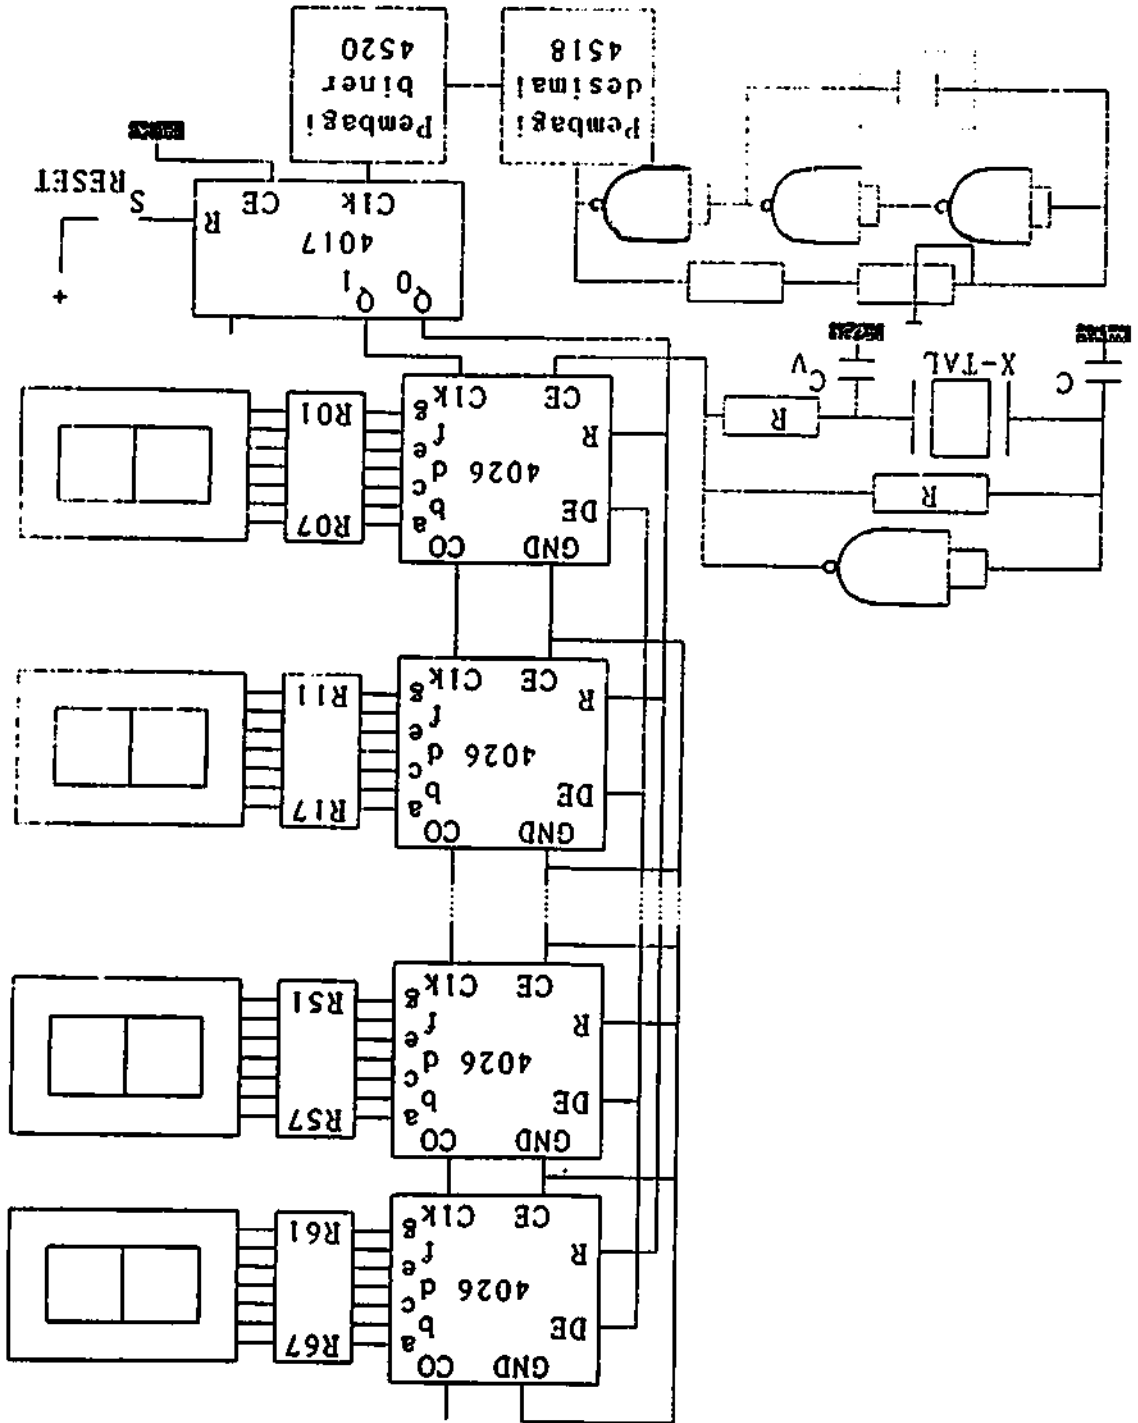 GND CO
a R67
DE b
c
4026 d
e
R f
g R61
CE Clk
GND CO
a R57
DE b
c
4026 d
e
R f
g R51
CE Clk
GND CO
a R17
DE b
c
4026 d
e
R f
g R11
CE Clk
GND CO
a R07
DE b
c
4026 d
e
R f
g R01
CE Clk
R
R
C
X-TAL
CV
Q0 Q1
+
4017
Clk CE R
S
RESET
Pembagi
desimal
4518
Pembagi
biner
4520